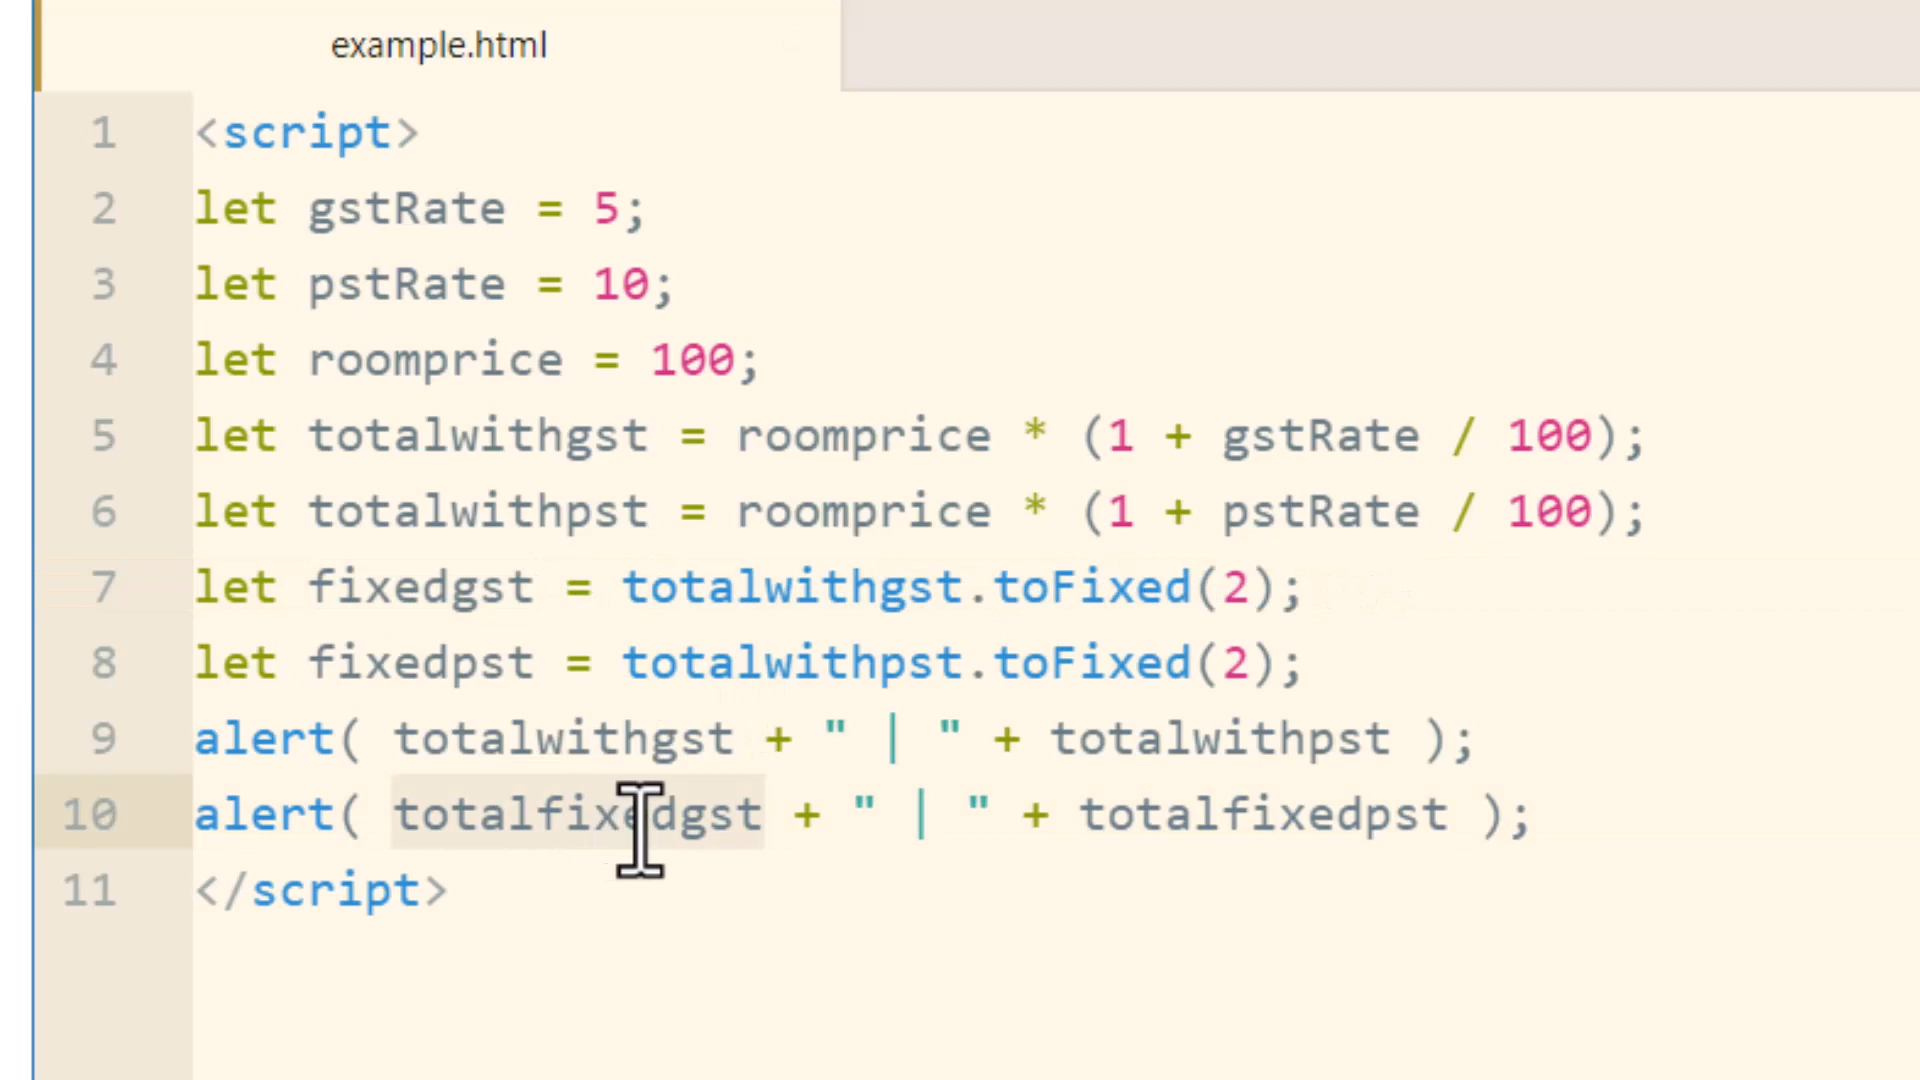 example.html
1 <script>
2 let gstRate = 5;
3 let pstRate = 10;
4 let roomprice = 100;
5 let totalwithgst = roomprice * (1 + gstRate / 100);
6 let totalwithpst = roomprice * (1 + pstRate / 100);
7 let fixedgst = totalwithgst.toFixed(2);
8 let fixedpst = totalwithpst.toFixed(2);
9 alert( totalwithgst + " | " + totalwithpst );
10 alert( totalfixedgst + " | " + totalfixedpst );
11 </script>